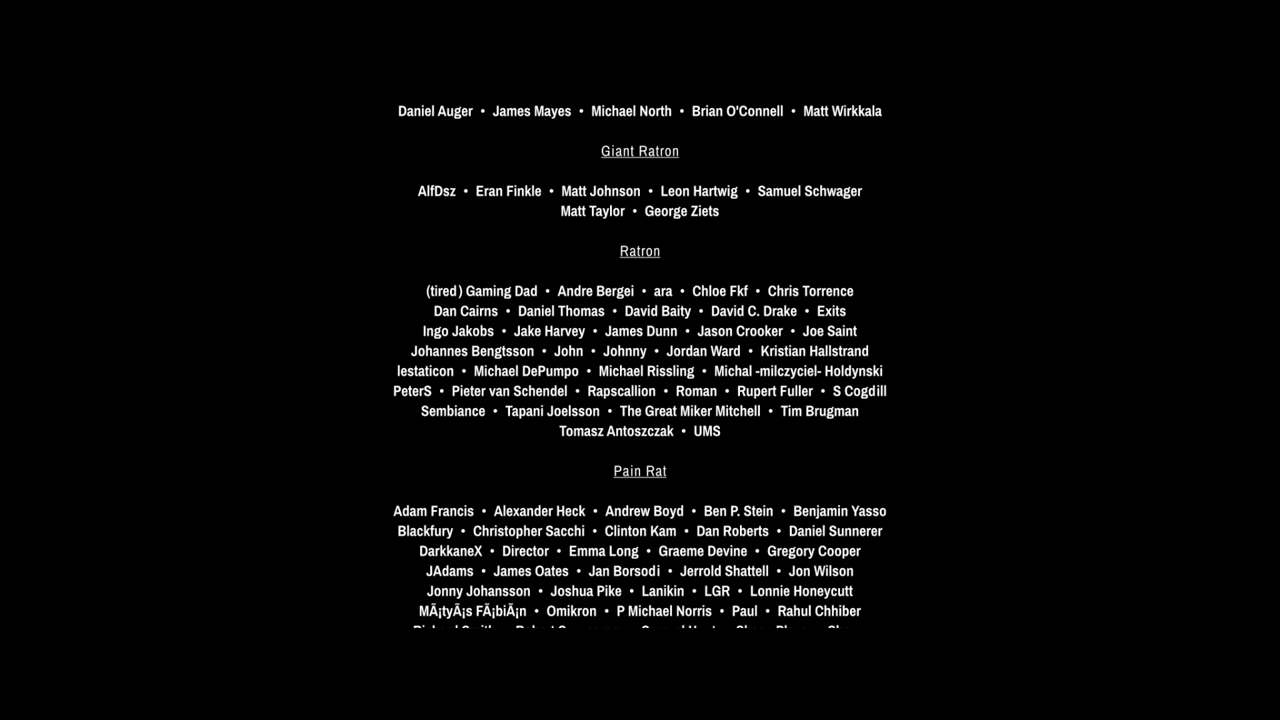 Daniel Auger • James Mayes • Michael North • Brian O'Connell • Matt Wirkkala
Giant Ratron
AlfDsz • Eran Finkle • Matt Johnson • Leon Hartwig • Samuel Schwager
Matt Taylor • George Ziets
Ratron
(tired) Gaming Dad • Andre Bergei • ara • Chloe Fkf • Chris Torrence
Dan Cairns • Daniel Thomas • David Baity • David C. Drake • Exits
Ingo Jakobs • Jake Harvey • James Dunn • Jason Crooker • Joe Saint
Johannes Bengtsson • John • Johnny • Jordan Ward • Kristian Hallstrand
lestaticon • Michael DePumpo • Michael Rissling • Michal -milczyciel- Holdynski
PeterS • Pieter van Schendel • Rapscallion • Roman • Rupert Fuller • S Cogdill
Sembiance • Tapani Joelsson • The Great Miker Mitchell • Tim Brugman
Tomasz Antoszczak • UMS
Pain Rat
Adam Francis • Alexander Heck • Andrew Boyd • Ben P. Stein • Benjamin Yasso
Blackfury • Christopher Sacchi • Clinton Kam • Dan Roberts • Daniel Sunnerer
DarkkaneX • Director • Emma Long • Graeme Devine • Gregory Cooper
JAdams • James Oates • Jan Borsodi • Jerrold Shattell • Jon Wilson
Jonny Johansson • Joshua Pike • Lanikin • LGR • Lonnie Honeycutt
MÃ¡tyÃ¡s FÃ¡biÃ¡n • Omikron • P Michael Norris • Paul • Rahul Chhiber